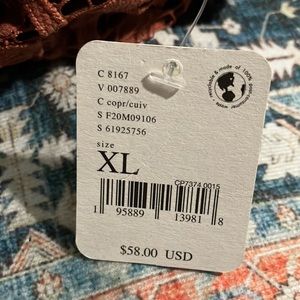 C 8167
V 007889
C copr/cuiv
S F20M09106
S 61925756
size
XL
CP7374 0015
1 95889 13981 8
$58.00 USD